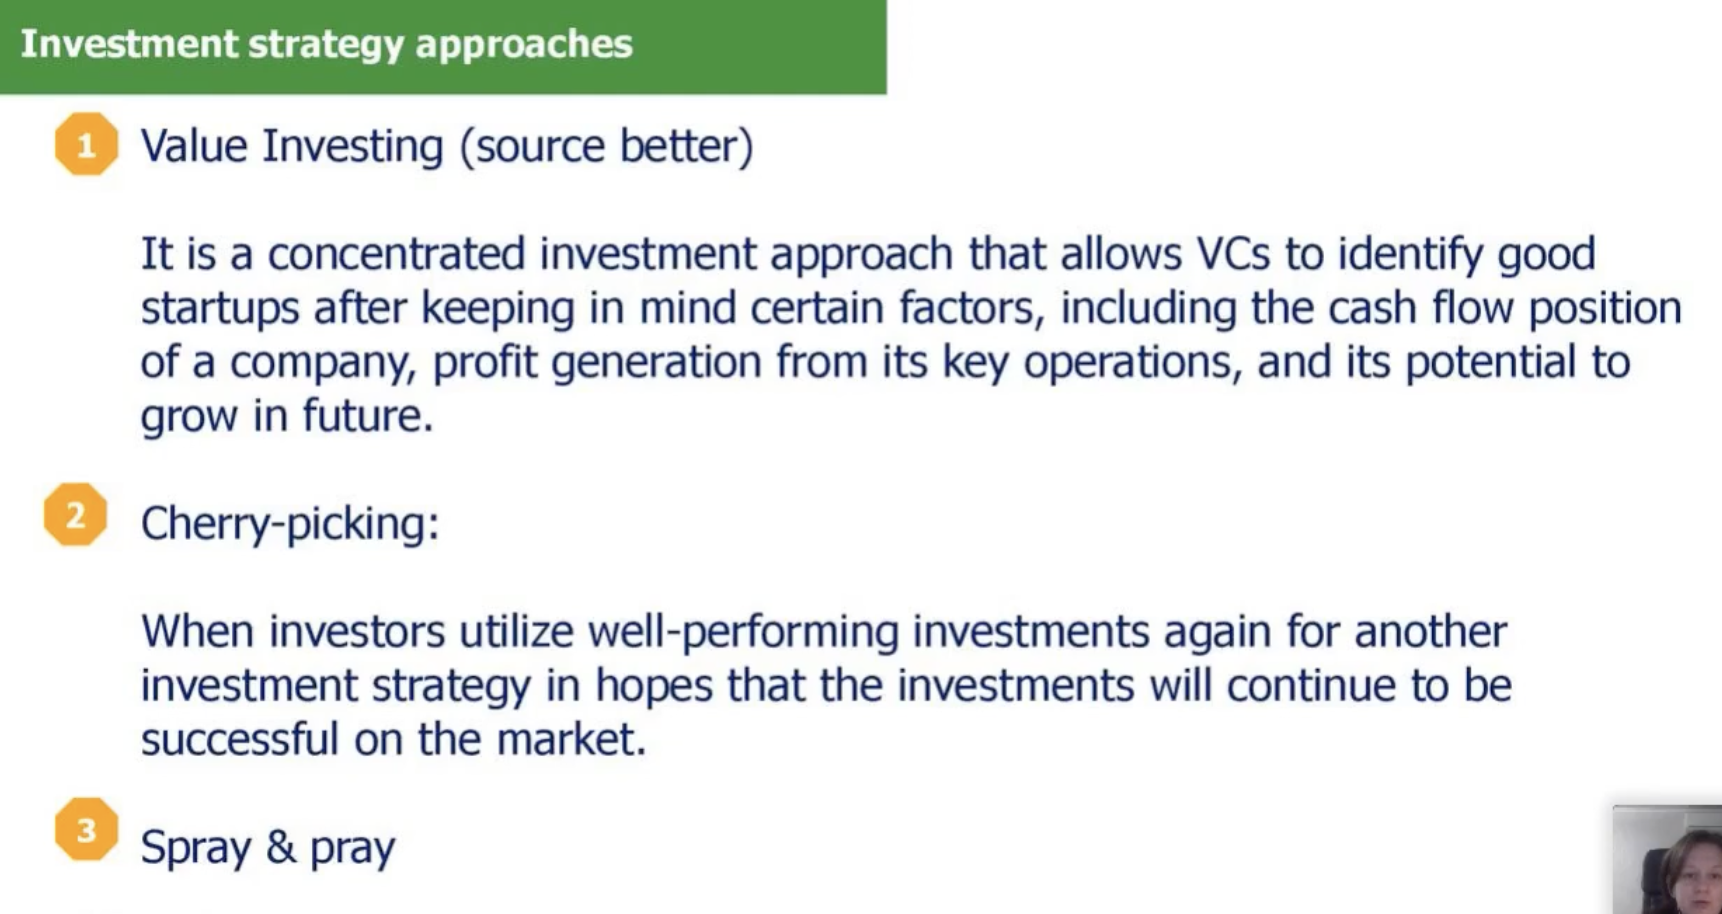 Investment strategy approaches
1 Value Investing (source better)
It is a concentrated investment approach that allows VCs to identify good
startups after keeping in mind certain factors, including the cash flow position
of a company, profit generation from its key operations, and its potential to
grow in future.
2 Cherry-picking:
When investors utilize well-performing investments again for another
investment strategy in hopes that the investments will continue to be
successful on the market.
3 Spray & pray